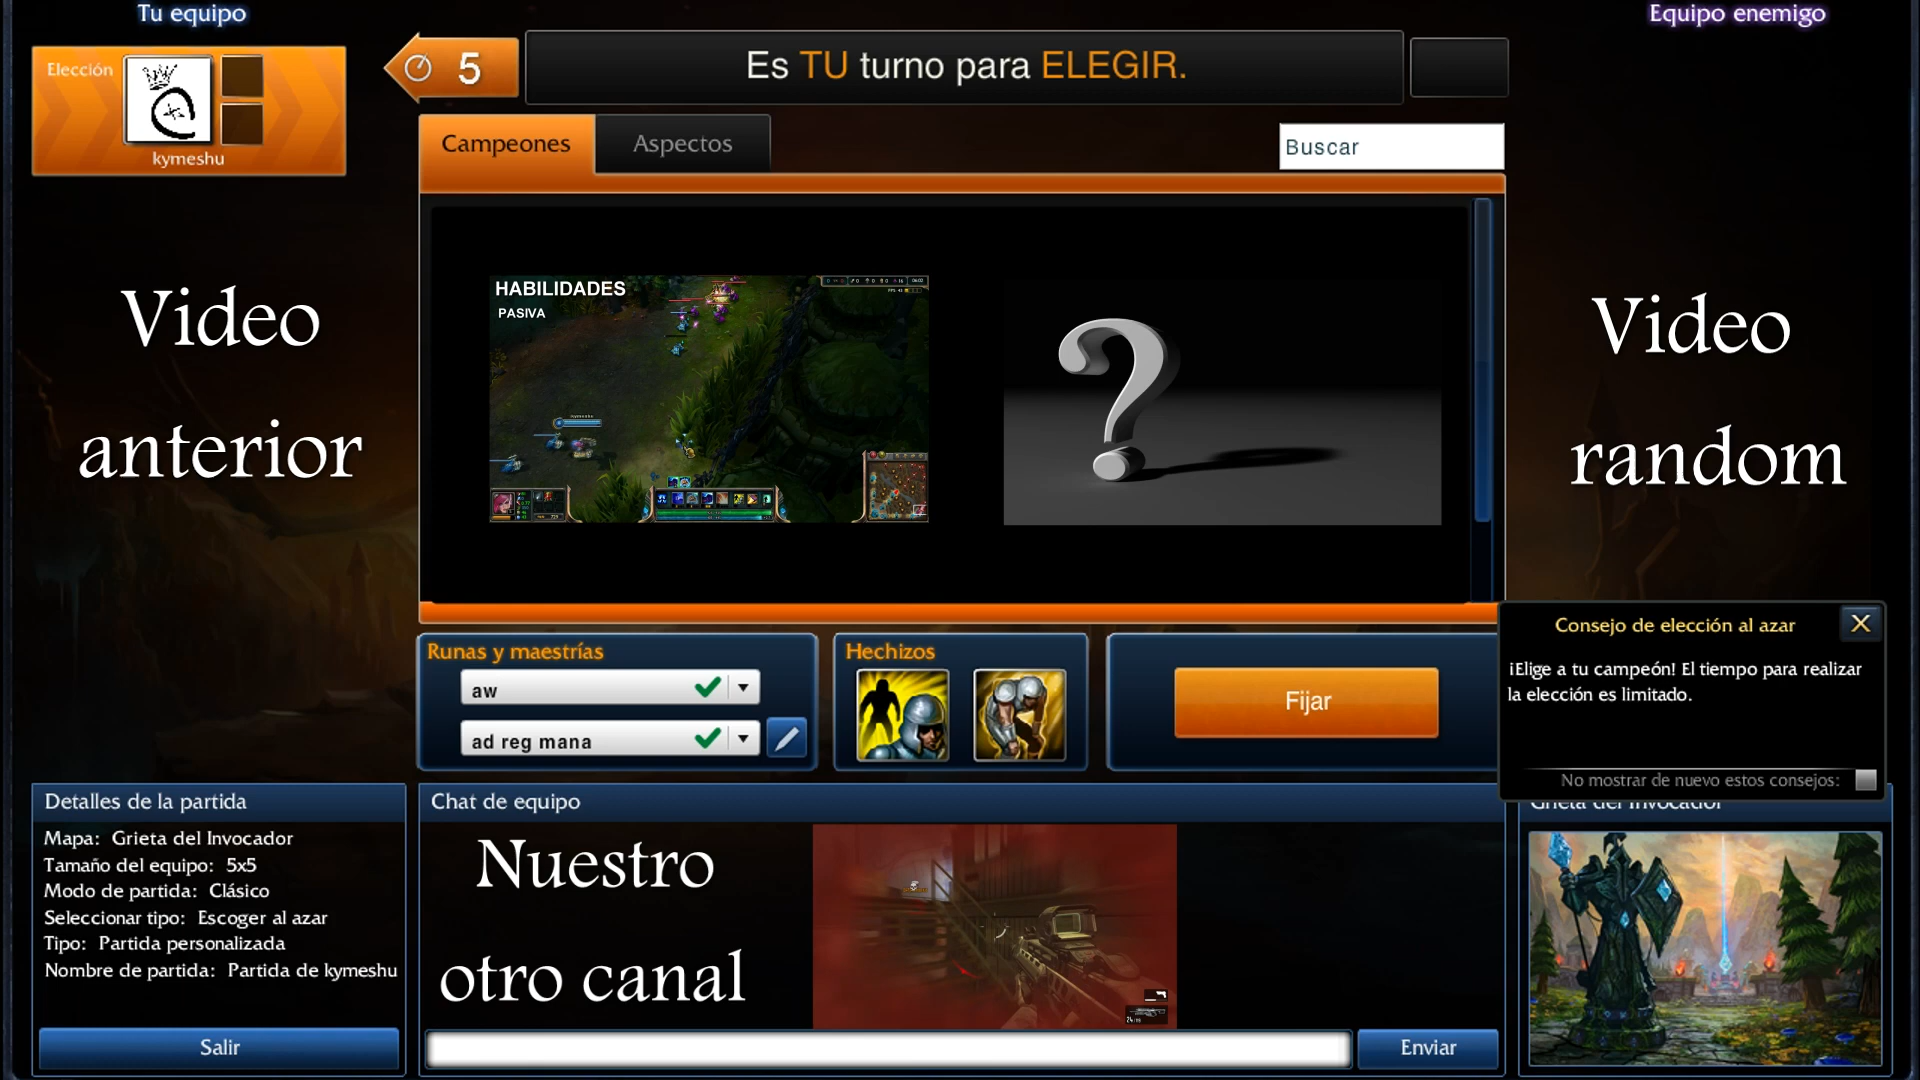 Tu equipo
Equipo enemigo
Elección
kymeshu
5
Es TU turno para ELEGIR.
Campeones
Aspectos
Buscar
HABILIDADES
PASIVA
Video
anterior
Video
random
Runas y maestrías
aw
ad reg mana
Hechizos
Fijar
Consejo de elección al azar
¡Elige a tu campeón! El tiempo para realizar
la elección es limitado.
No mostrar de nuevo estos consejos:
Detalles de la partida
Mapa: Grieta del Invocador
Tamaño del equipo: 5x5
Modo de partida: Clásico
Seleccionar tipo: Escoger al azar
Tipo: Partida personalizada
Nombre de partida: Partida de kymeshu
Salir
Chat de equipo
Nuestro
otro canal
Enviar
Grieta del Invocador